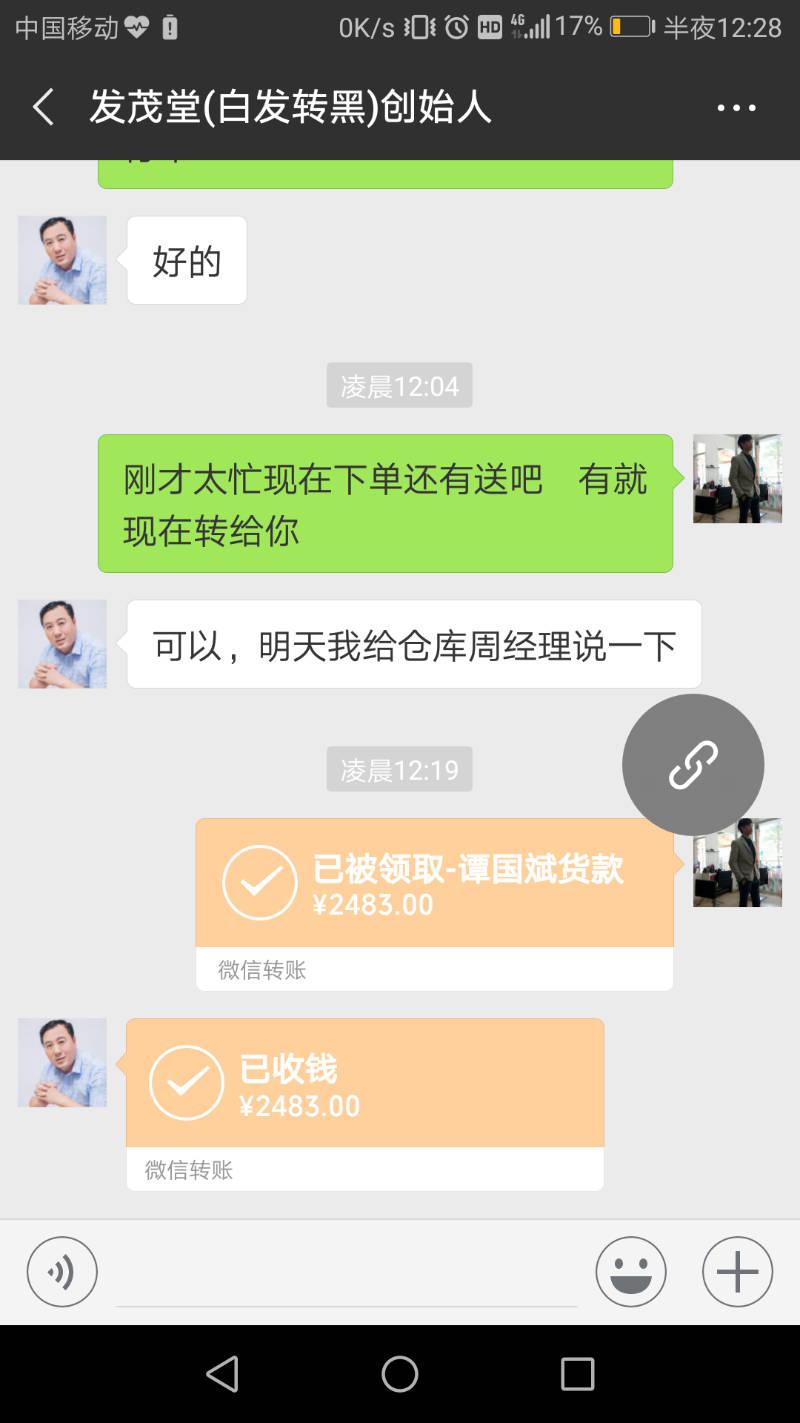 中国移动 0K/s HD 4G 17% 半夜12:28
发茂堂(白发转黑)创始人
好的
凌晨12:04
刚才太忙现在下单还有送吧 有就
现在转给你
可以，明天我给仓库周经理说一下
凌晨12:19
已被领取-谭国斌货款
¥2483.00
微信转账
已收钱
¥2483.00
微信转账